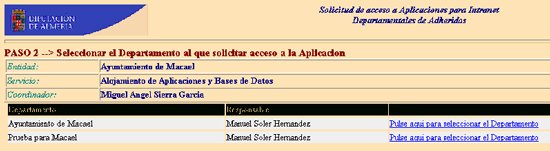 DIPUTACIÓN
DE ALMERIA
Solicitud de acceso a Aplicaciones para Intranet
Departamentales de Adheridos
PASO 2 --> Seleccionar el Departamento al que solicitar acceso a la Aplicacion
Entidad: Ayuntamiento de Macael
Servicio: Alojamiento de Aplicaciones y Bases de Datos
Coordinador: Miguel Angel Sierra Garcia
Departamento Responsable
Ayuntamiento de Macael Manuel Soler Hernandez Pulse aqui para seleccionar el Departamento
Prueba para Macael Manuel Soler Hernandez Pulse aqui para seleccionar el Departamento